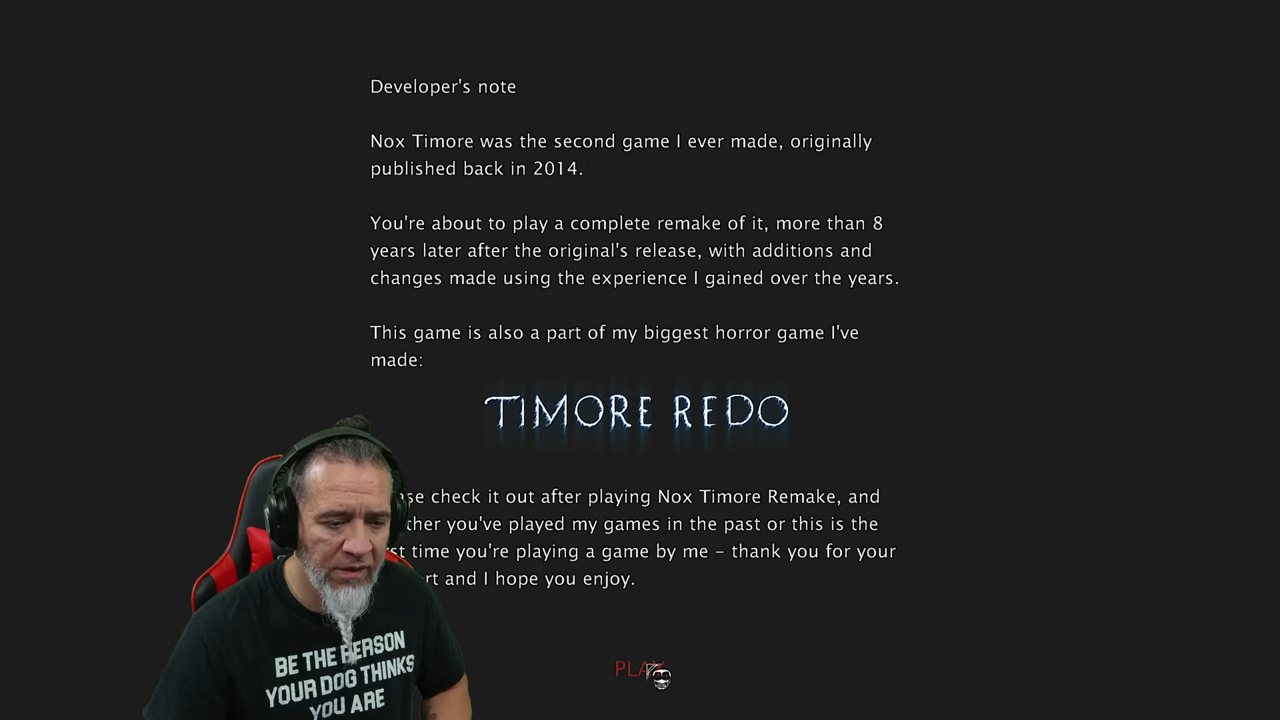 Developer's note
Nox Timore was the second game I ever made, originally
published back in 2014.
You're about to play a complete remake of it, more than 8
years later after the original's release, with additions and
changes made using the experience I gained over the years.
This game is also a part of my biggest horror game I've
made:
TIMORE REDO
check it out after playing Nox Timore Remake, and
you've played my games in the past or this is the
time you're playing a game by me – thank you for your
and I hope you enjoy.
PLAY
BE THE PERSON
YOUR DOG THINKS
YOU ARE